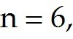 n = 6,